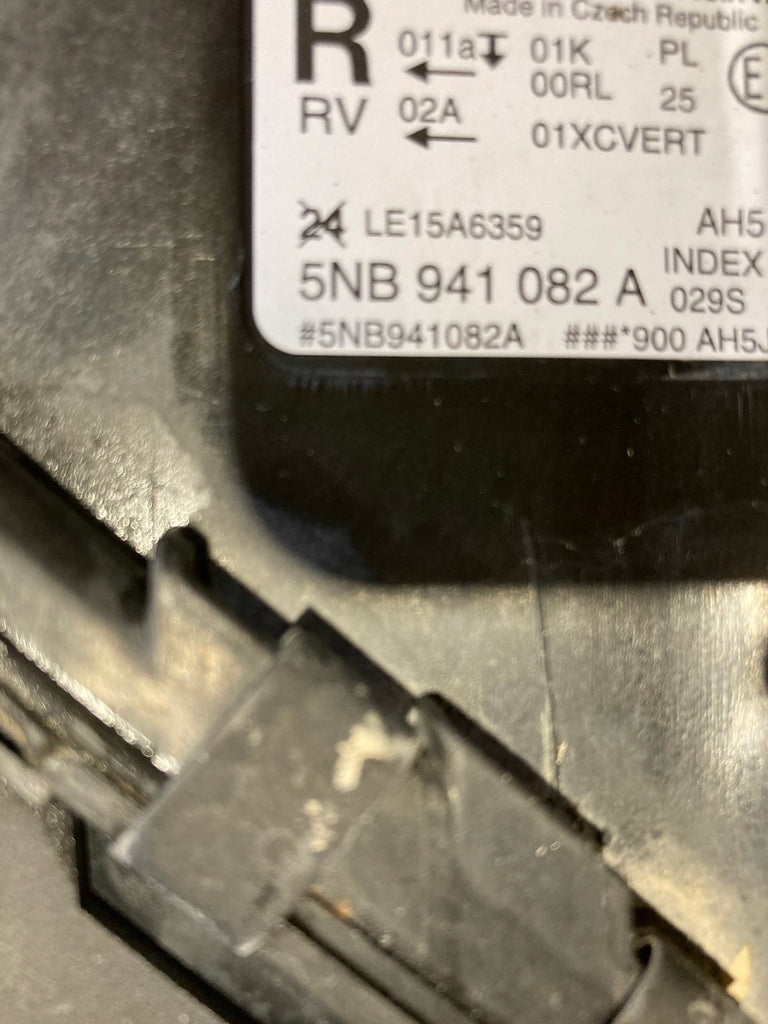 Made in Czech Republic
R 011aI 01K PL E
← 00RL 25
RV 02A
← 01XCVERT
24 LE15A6359 AH5
INDEX
5NB 941 082 A 029S
#5NB941082A ###*900 AH5J